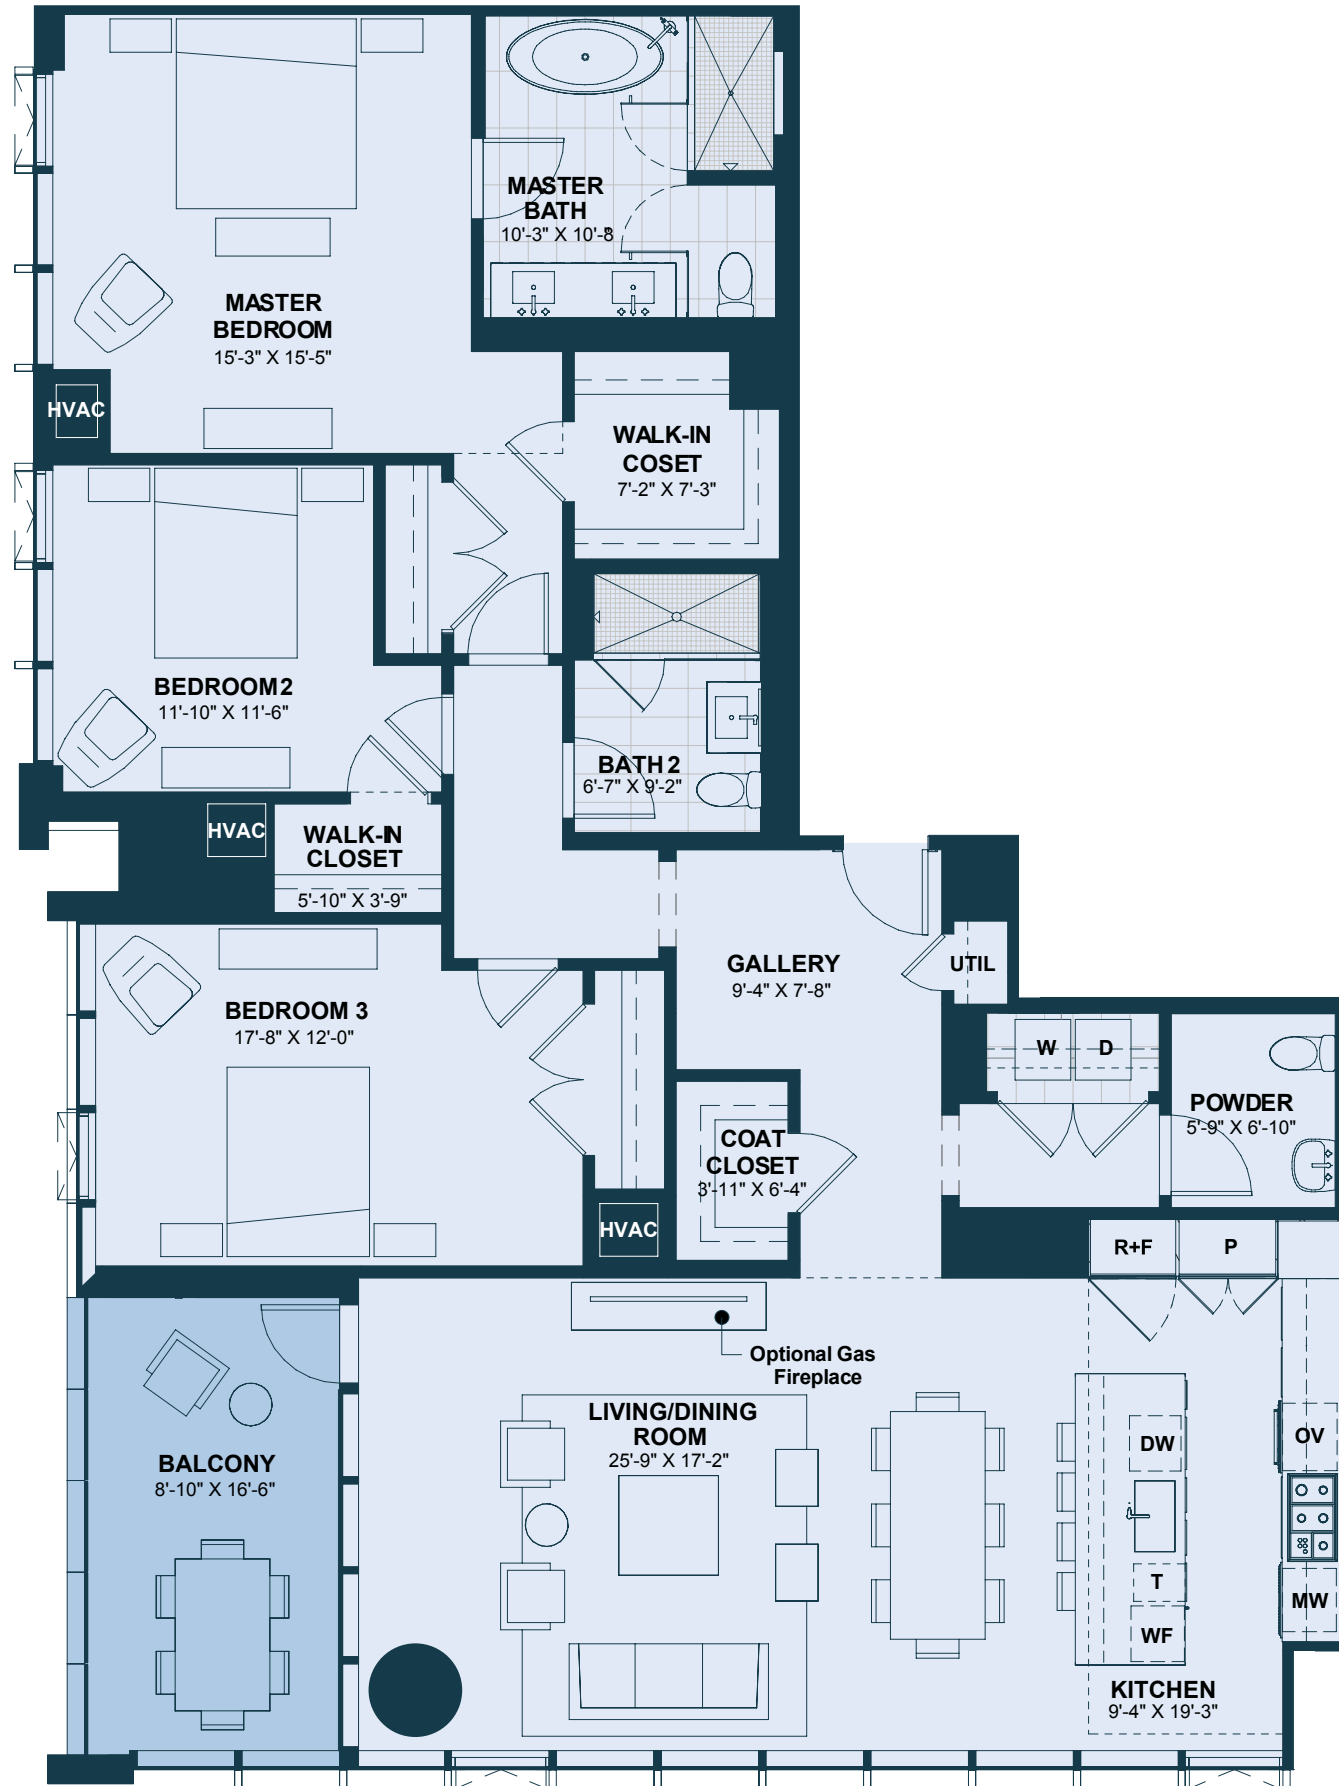 MASTER
BATH
10'-3" X 10'-8
MASTER
BEDROOM
15'-3" X 15'-5"
HVAC
WALK-IN
COSET
7'-2" X 7'-3"
BEDROOM 2
11'-10" X 11'-6"
BATH 2
6'-7" X 9'-2"
HVAC
WALK-IN
CLOSET
5'-10" X 3'-9"
GALLERY
9'-4" X 7'-8"
UTIL
BEDROOM 3
17'-8" X 12'-0"
W
D
POWDER
5'-9" X 6'-10"
COAT
CLOSET
3'-11" X 6'-4"
HVAC
R+F
P
Optional Gas
Fireplace
LIVING/DINING
ROOM
25'-9" X 17'-2"
BALCONY
8'-10" X 16'-6"
DW
OV
T
MW
WF
KITCHEN
9'-4" X 19'-3"